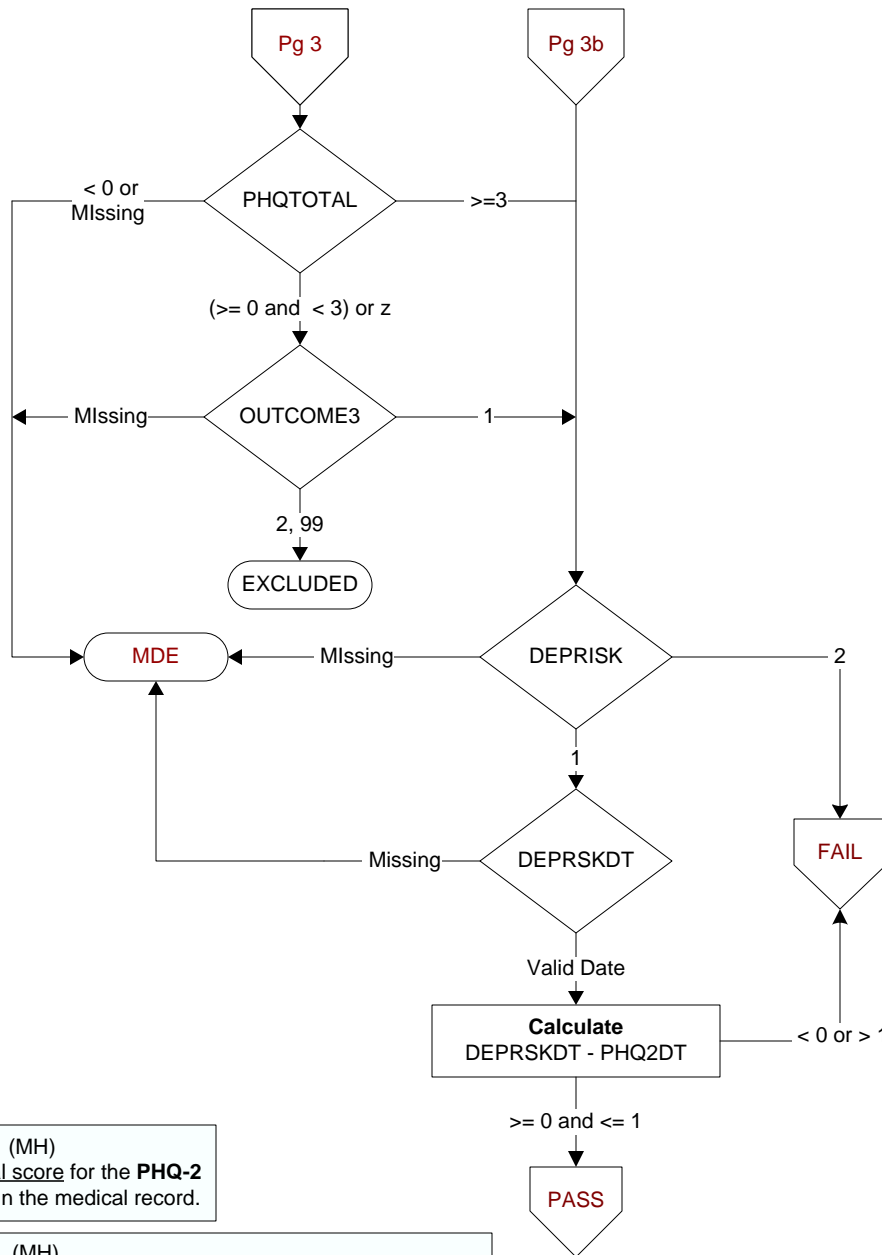 Pg 3
Pg 3b
< 0 or
MIssing
PHQTOTAL
>=3
(>= 0 and < 3) or z
MIssing
OUTCOME3
1
2, 99
EXCLUDED
MDE
MIssing
DEPRISK
2
1
Missing
DEPRSKDT
FAIL
Valid Date
Calculate
DEPRSKDT - PHQ2DT
< 0 or > 1
>= 0 and <= 1
(MH)
score for the PHQ-2
in the medical record.
PASS
(MH)